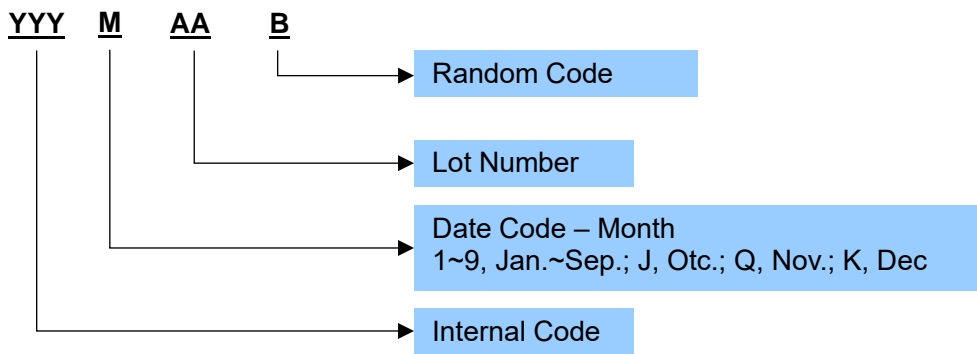 YYY M AA B
Random Code
Lot Number
Date Code – Month
1~9, Jan.~Sep.; J, Otc.; Q, Nov.; K, Dec
Internal Code